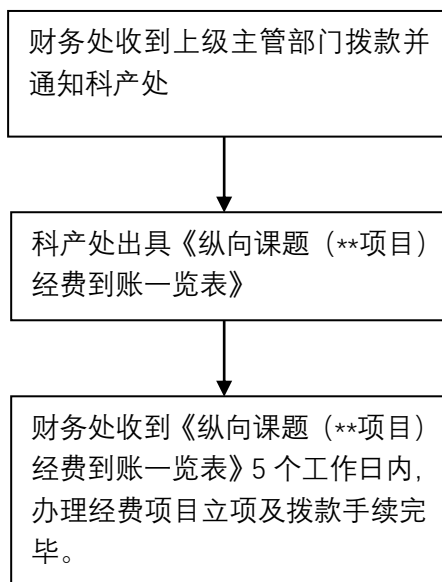 财务处收到上级主管部门拨款并
通知科产处
科产处出具《纵向课题（**项目）
经费到账一览表》
财务处收到《纵向课题（**项目）
经费到账一览表》5 个工作日内，
办理经费项目立项及拨款手续完
毕。